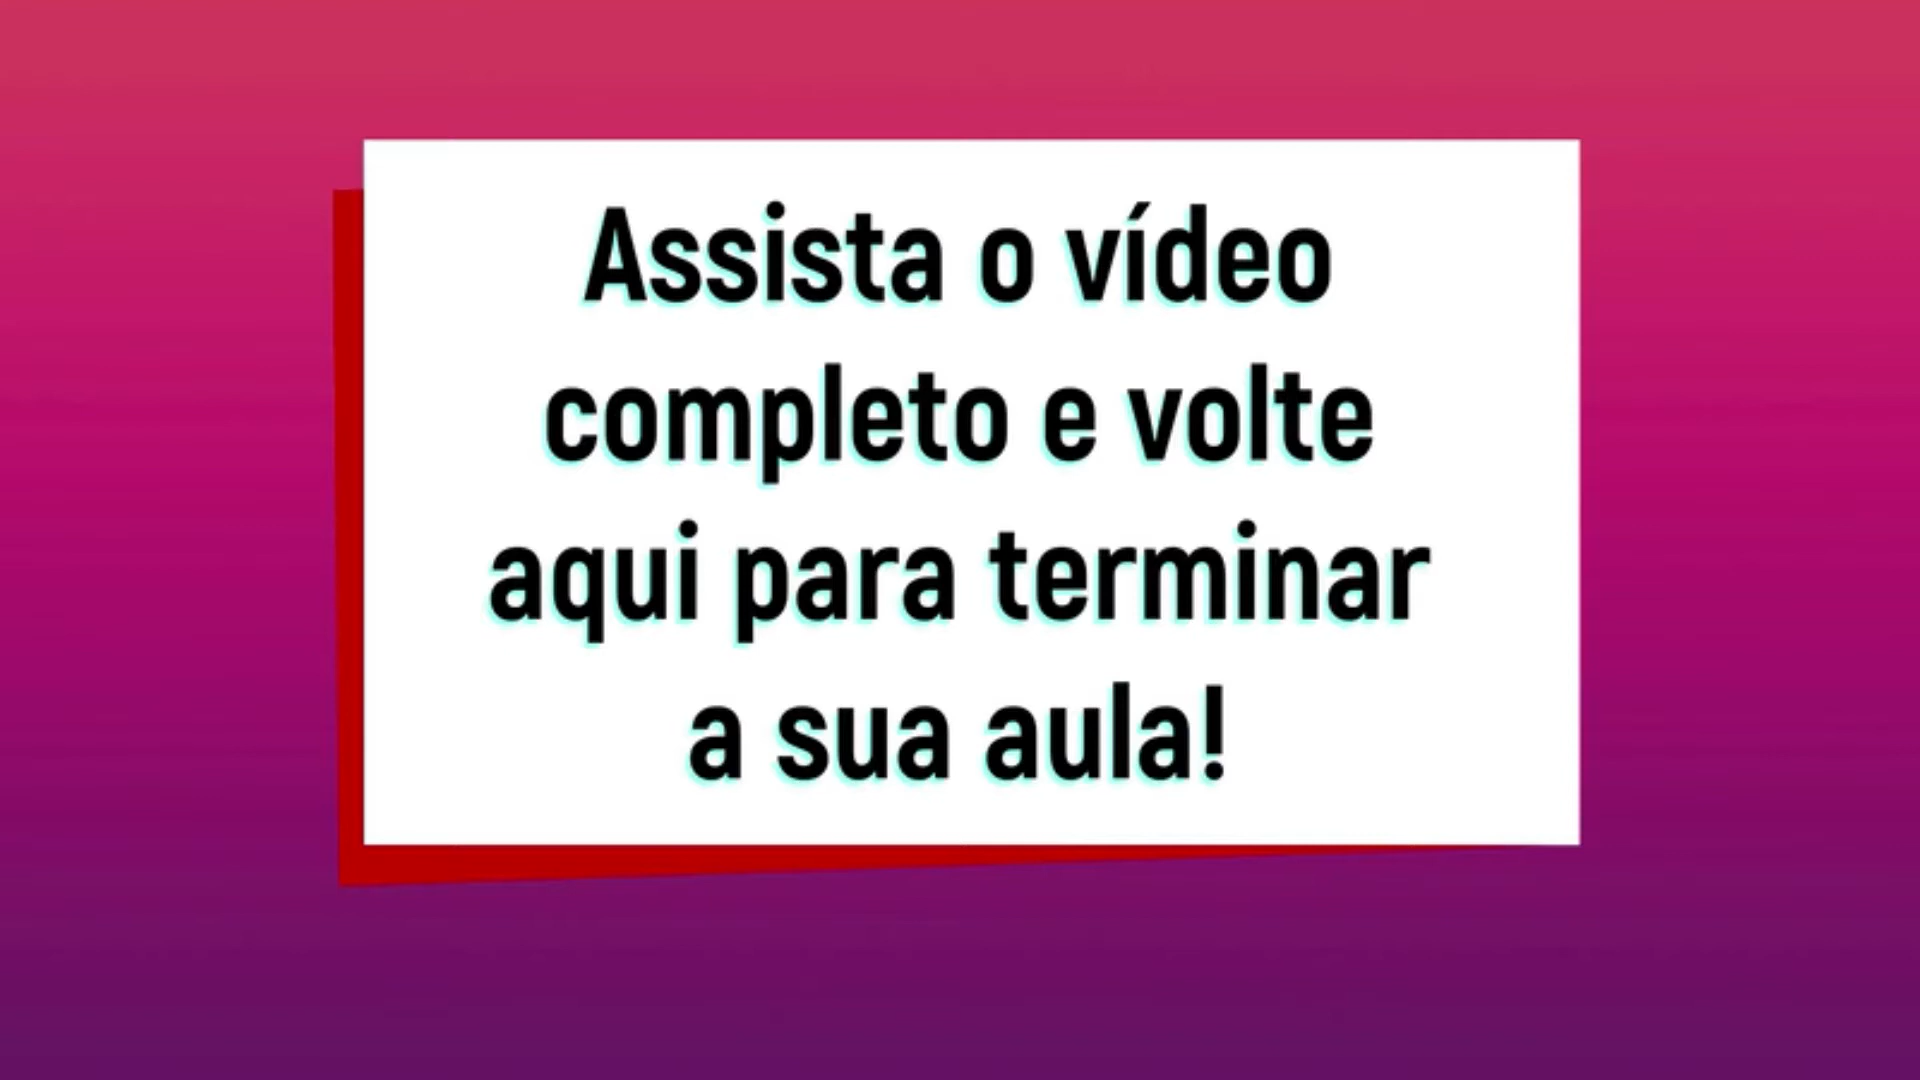 Assista o vídeo
completo e volte
aqui para terminar
a sua aula!